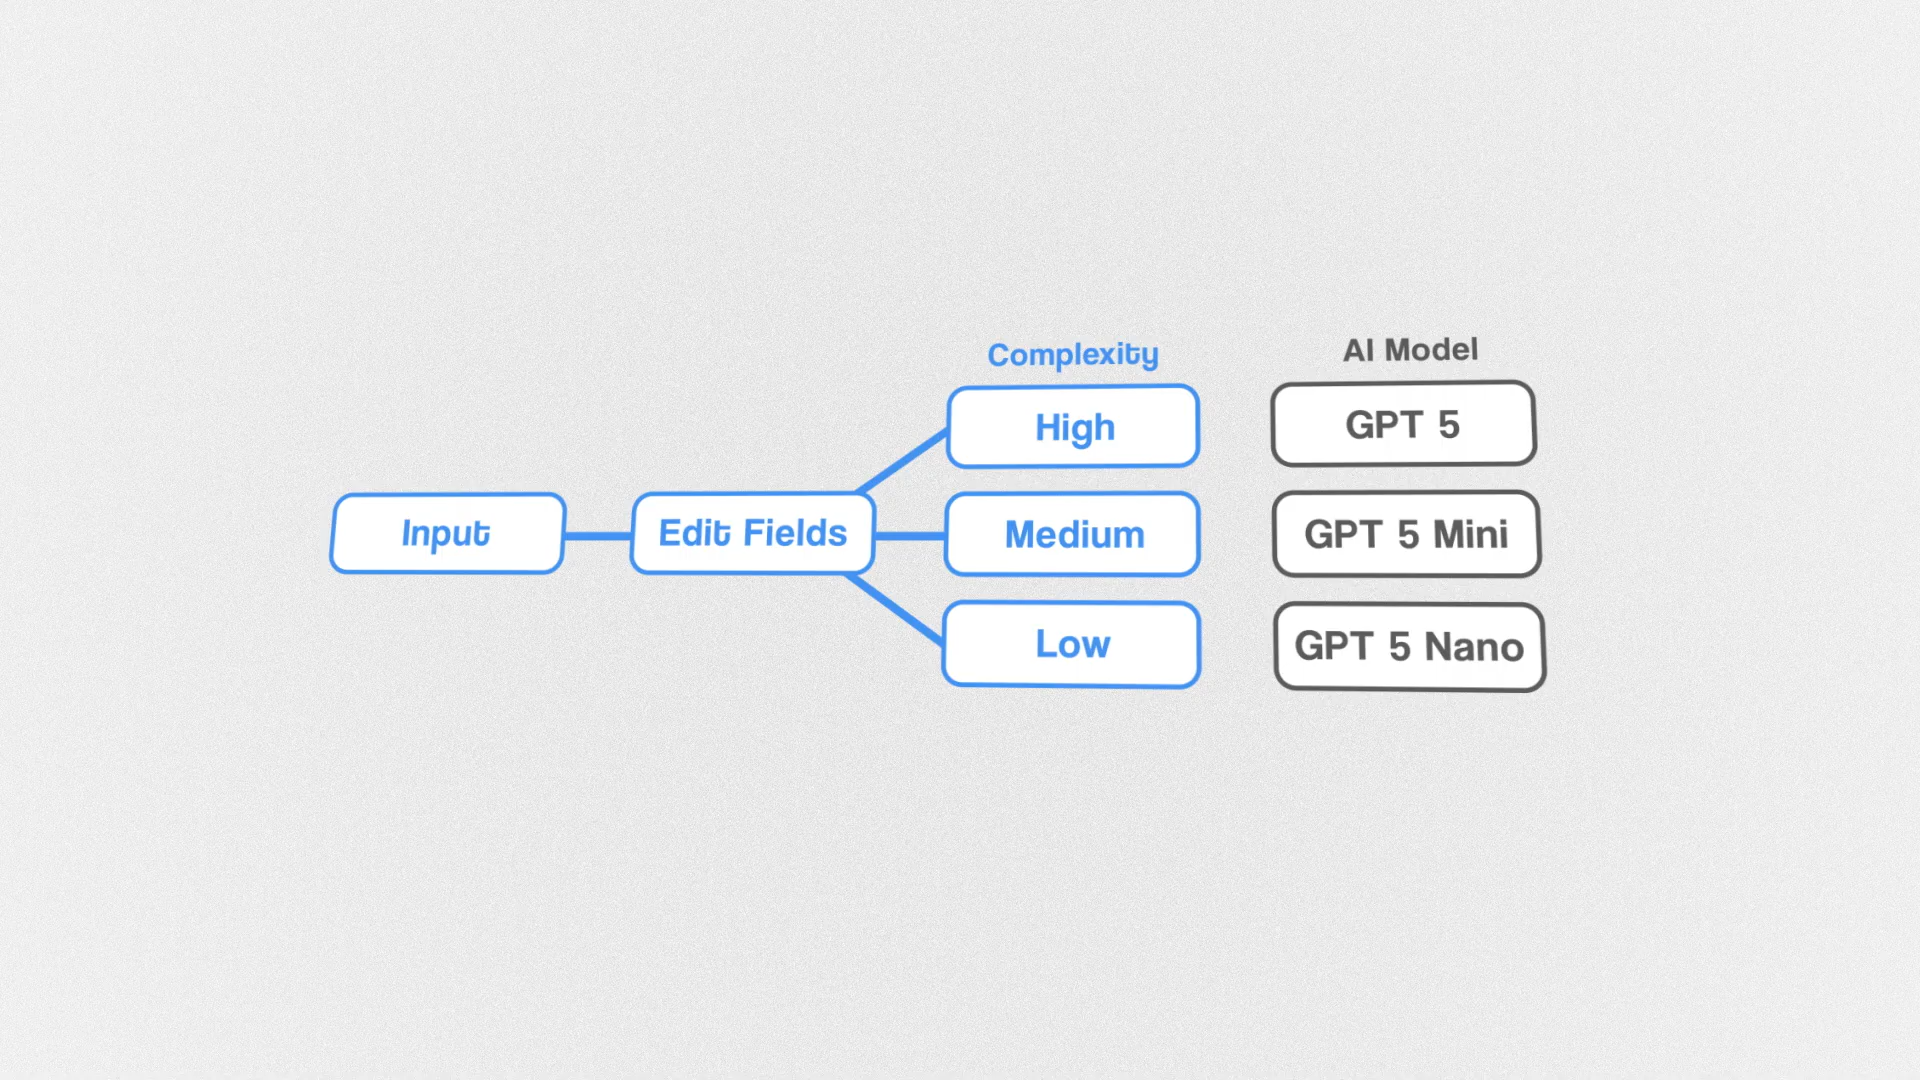 Complexity
AI Model
High
GPT 5
Input
Edit Fields
Medium
GPT 5 Mini
Low
GPT 5 Nano